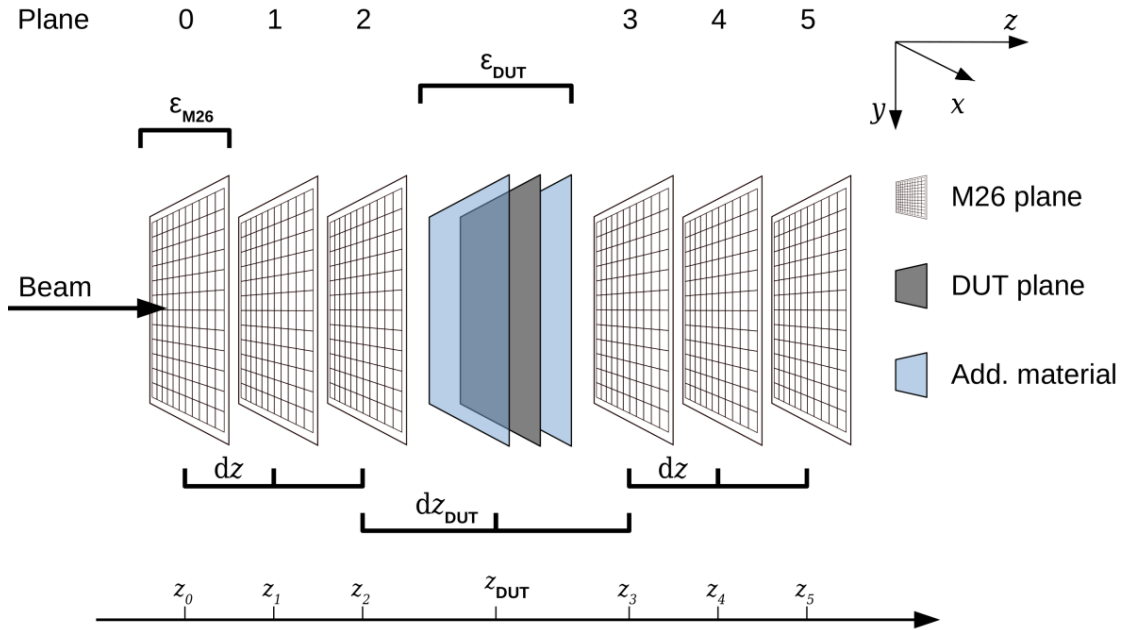 Plane 0 1 2 3 4 5
z
ε_DUT
ε_M26
y x
M26 plane
Beam
DUT plane
Add. material
dz dz
dz_DUT
z_0 z_1 z_2 z_DUT z_3 z_4 z_5